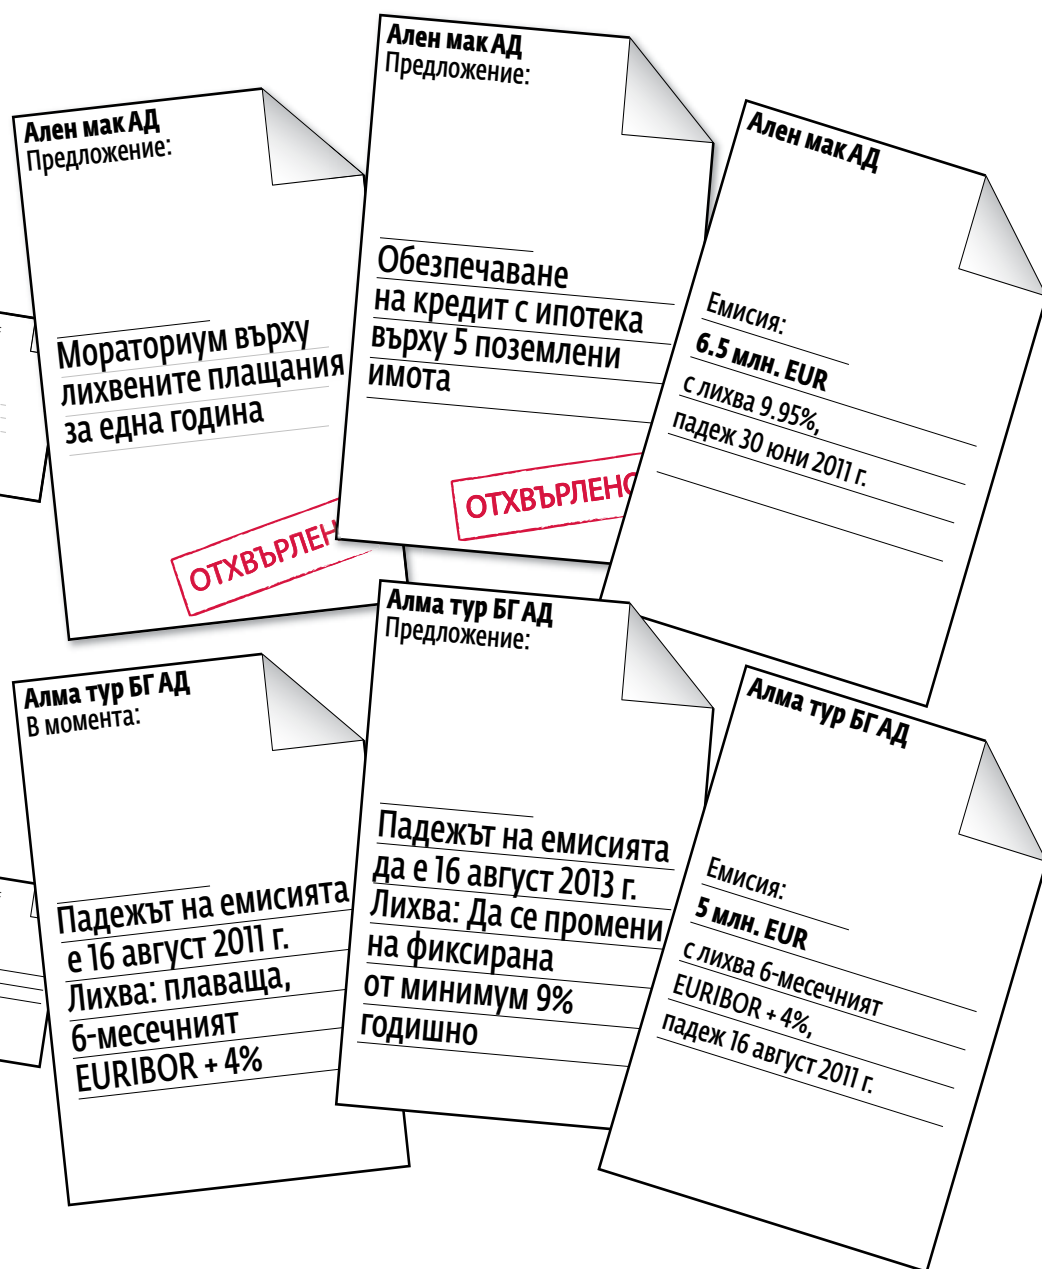 Ален мак АД
Предложение:
Мораториум върху
лихвените плащания
за една година
ОТХВЪРЛЕН
Ален мак АД
Предложение:
Обезпечаване
на кредит с ипотека
върху 5 поземлени
имота
ОТХВЪРЛЕНО
Ален мак АД
Емисия:
6.5 млн. EUR
с лихва 9.95%,
падеж 30 юни 2011 г.
Алма тур БГ АД
В момента:
Падежът на емисията
е 16 август 2011 г.
Лихва: плаваща,
6-месечният
EURIBOR + 4%
Алма тур БГ АД
Предложение:
Падежът на емисията
да е 16 август 2013 г.
Лихва: Да се промени
на фиксирана
от минимум 9%
годишно
Алма тур БГ АД
Емисия:
5 млн. EUR
с лихва 6-месечният
EURIBOR + 4%,
падеж 16 август 2011 г.